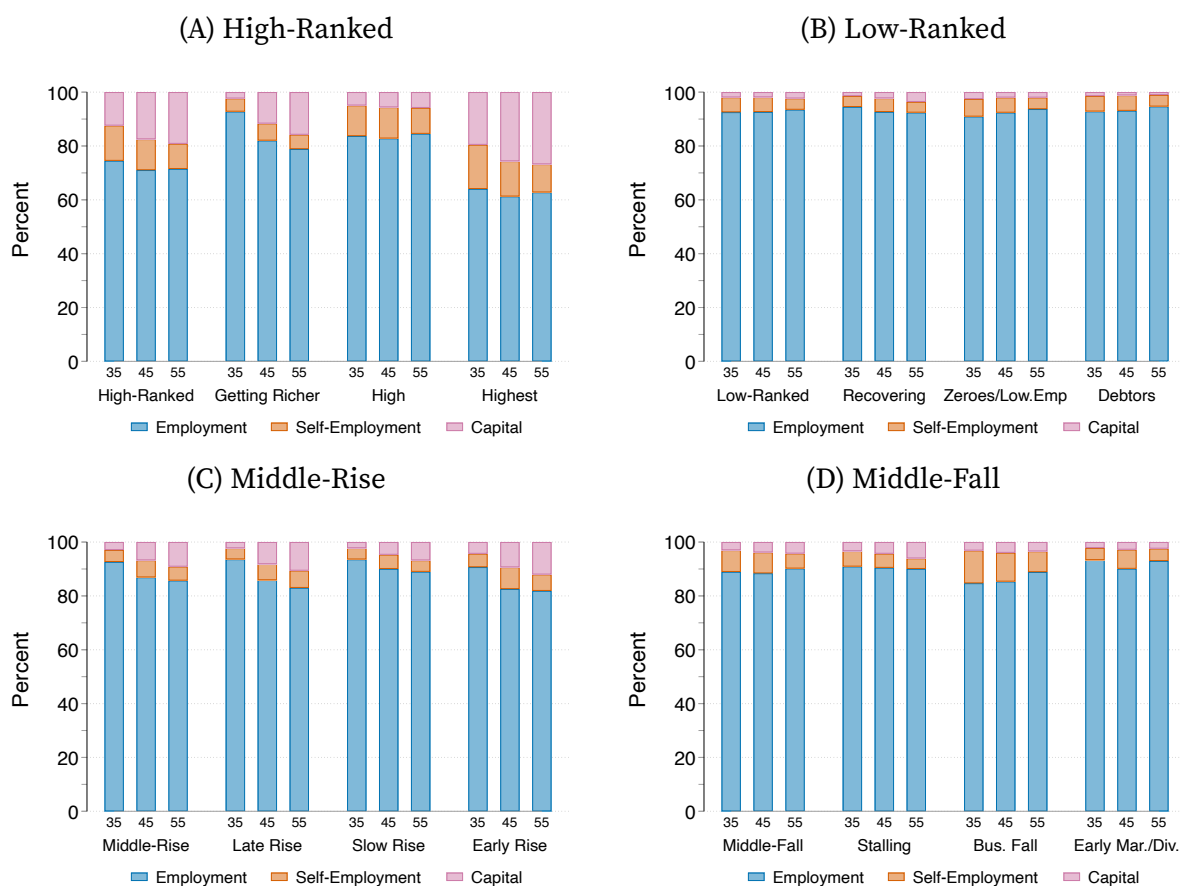 (A) High-Ranked
Percent
100
80
60
40
20
0
35 45 55 35 45 55 35 45 55 35 45 55
High-Ranked Getting Richer High Highest
Employment Self-Employment Capital
(B) Low-Ranked
Percent
100
80
60
40
20
0
35 45 55 35 45 55 35 45 55 35 45 55
Low-Ranked Recovering Zeroes/Low.Emp Debtors
Employment Self-Employment Capital
(C) Middle-Rise
Percent
100
80
60
40
20
0
35 45 55 35 45 55 35 45 55 35 45 55
Middle-Rise Late Rise Slow Rise Early Rise
Employment Self-Employment Capital
(D) Middle-Fall
Percent
100
80
60
40
20
0
35 45 55 35 45 55 35 45 55 35 45 55
Middle-Fall Stalling Bus. Fall Early Mar./Div.
Employment Self-Employment Capital